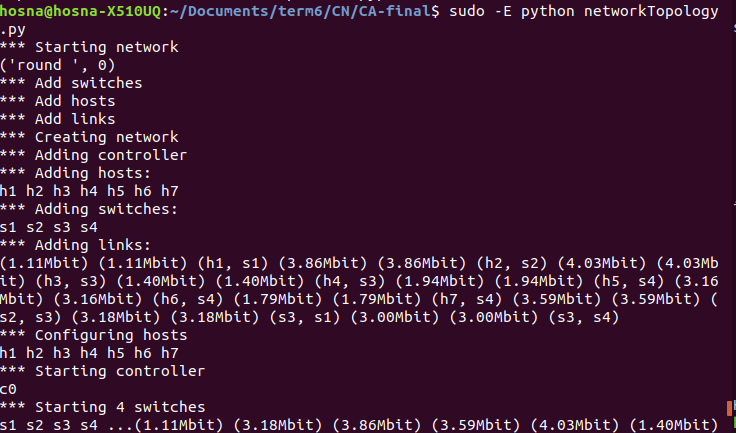 hosna@hosna-X510UQ:~/Documents/term6/CN/CA-final$ sudo -E python networkTopology
.py
*** Starting network
('round ', 0)
*** Add switches
*** Add hosts
*** Add links
*** Creating network
*** Adding controller
*** Adding hosts:
h1 h2 h3 h4 h5 h6 h7
*** Adding switches:
s1 s2 s3 s4
*** Adding links:
(1.11Mbit) (1.11Mbit) (h1, s1) (3.86Mbit) (3.86Mbit) (h2, s2) (4.03Mbit) (4.03Mb
it) (h3, s3) (1.40Mbit) (1.40Mbit) (h4, s3) (1.94Mbit) (1.94Mbit) (h5, s4) (3.16
Mbit) (3.16Mbit) (h6, s4) (1.79Mbit) (1.79Mbit) (h7, s4) (3.59Mbit) (3.59Mbit) (
s2, s3) (3.18Mbit) (3.18Mbit) (s3, s1) (3.00Mbit) (3.00Mbit) (s3, s4)
*** Configuring hosts
h1 h2 h3 h4 h5 h6 h7
*** Starting controller
c0
*** Starting 4 switches
s1 s2 s3 s4 ...(1.11Mbit) (3.18Mbit) (3.86Mbit) (3.59Mbit) (4.03Mbit) (1.40Mbit)